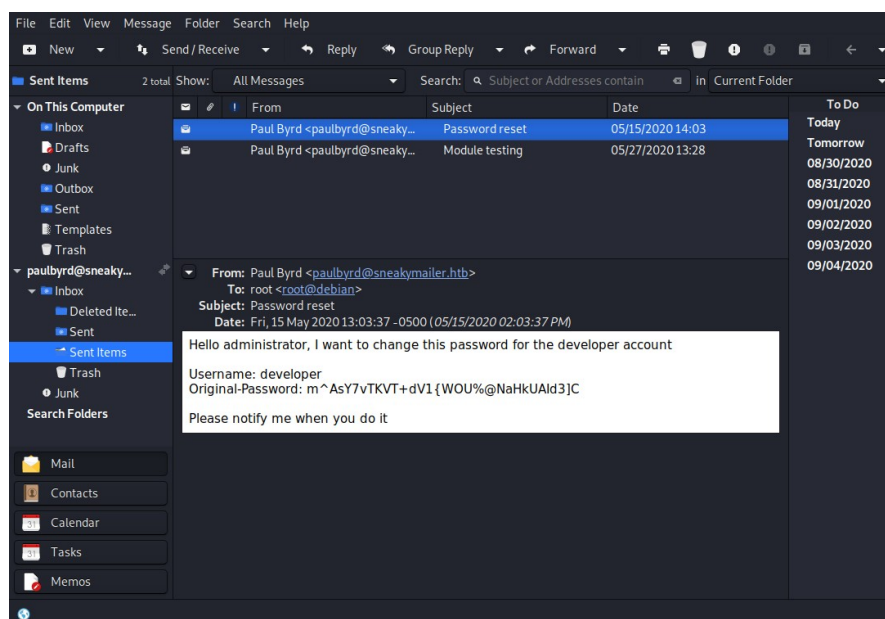 File Edit View Message Folder Search Help
New Send / Receive Reply Group Reply Forward
Sent Items 2 total Show: All Messages Search: Subject or Addresses contain in Current Folder
On This Computer From Subject Date To Do
Inbox Paul Byrd <paulbyrd@sneaky... Password reset 05/15/2020 14:03 Today
Drafts Paul Byrd <paulbyrd@sneaky... Module testing 05/27/2020 13:28 Tomorrow
Junk 08/30/2020
Outbox 08/31/2020
Sent 09/01/2020
Templates 09/02/2020
Trash 09/03/2020
paulbyrd@sneaky... 09/04/2020
Inbox
Deleted Ite...
Sent
Sent Items
Trash
Junk
Search Folders
From: Paul Byrd <paulbyrd@sneakymailer.htb>
To: root <root@debian>
Subject: Password reset
Date: Fri, 15 May 2020 13:03:37 -0500 (05/15/2020 02:03:37 PM)
Hello administrator, I want to change this password for the developer account
Username: developer
Original-Password: m^AsY7vTKVT+dV1{WOU%@NaHkUAId3]C
Please notify me when you do it
Mail
Contacts
31 Calendar
31 Tasks
Memos